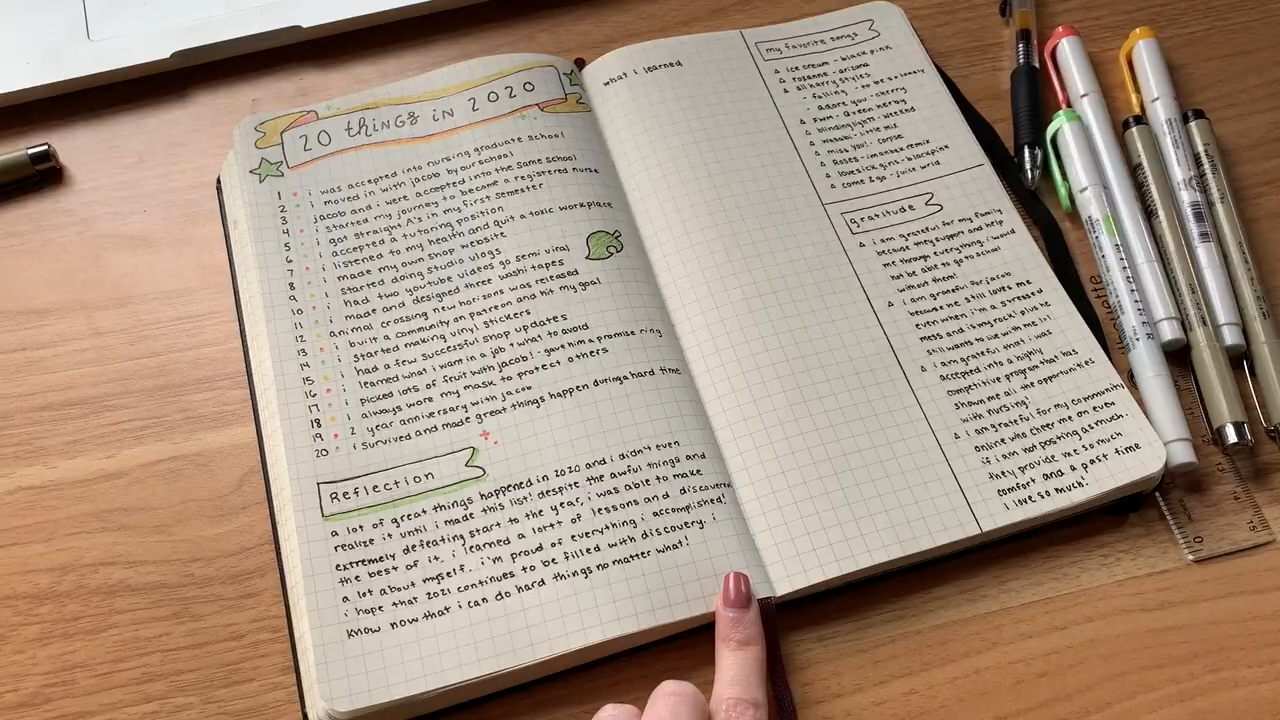 20 things in 2020
1 i was accepted into nursing graduate school
2 i moved in with jacob by our school
3 jacob and i were accepted into the same school
4 i started my journey to become a registered nurse
5 i got straight A's in my first semester
6 i accepted a tutoring position
7 i listened to my health and quit a toxic workplace
8 i made my own shop website
9 i started doing studio vlogs
10 i had two youtube videos go semi viral
11 i made and designed three washi tapes
12 animal crossing new horizons was released
13 i built a community on patreon and hit my goal
14 i started making vinyl stickers
15 i had a few successful shop updates
16 i learned what i want in a job + what to avoid
17 i picked lots of fruit with jacob! - gave him a promise ring
18 i always wore my mask to protect others
19 2 year anniversary with jacob
20 i survived and made great things happen during a hard time
Reflection
a lot of great things happened in 2020 and i didn't even
realize it until i made this list! despite the awful things and
extremely defeating start to the year, i was able to make
the best of it. i learned a lottt of lessons and discovered
a lot about myself. i'm proud of everything i accomplished!
i hope that 2021 continues to be filled with discovery. i
know now that i can do hard things no matter what!
what i learned
my favorite songs
ice cream - black pink
roxanne - arizona
all harry styles
- falling - to be so lonely
- adore you - cherry
FWM - Queen herby
blinding lights - weeknd
wasabi - little mix
miss you! - corpse
Roses - imanbek remix
lovesick girls - blackpink
come & go - juice wrld
gratitude
i am grateful for my family
because they support and help
me through everything. i would
not be able to go to school
without them!
i am grateful for jacob
because he still loves me
even when i'm a stressed
mess and is my rock! plus he
still wants to live with me lol
i am grateful that i was
accepted into a highly
competitive program that has
shown me all the opportunities
with nursing!
i am grateful for my community
online who cheer me on even
if i am not posting as much.
they provide me so much
comfort and a past time
i love so much!